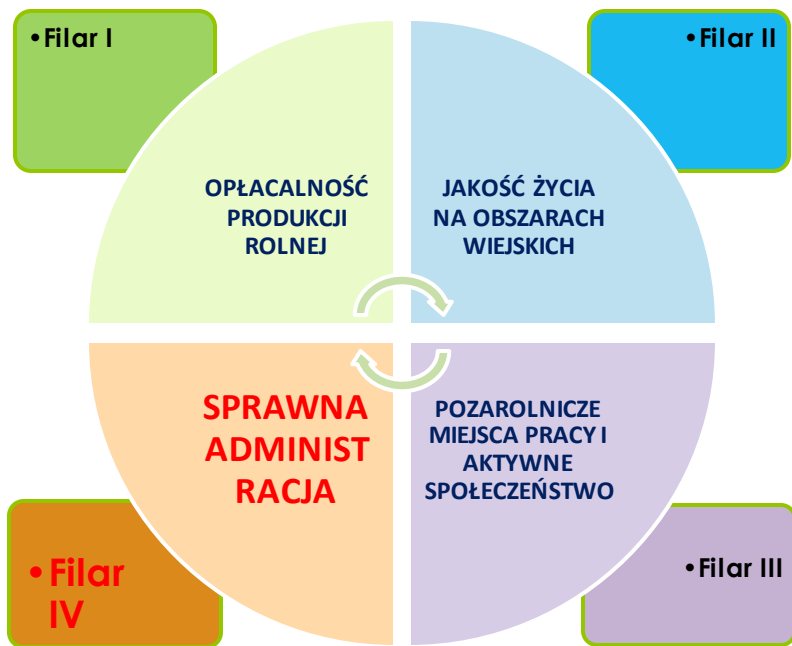 •Filar I
•Filar II
OPŁACALNOŚĆ
PRODUKCJI
ROLNEJ
JAKOŚĆ ŻYCIA
NA OBSZARACH
WIEJSKICH
SPRAWNA
ADMINIST
RACJA
POZAROLNICZE
MIEJSCA PRACY I
AKTYWNE
SPOŁECZEŃSTWO
•Filar
IV
•Filar III